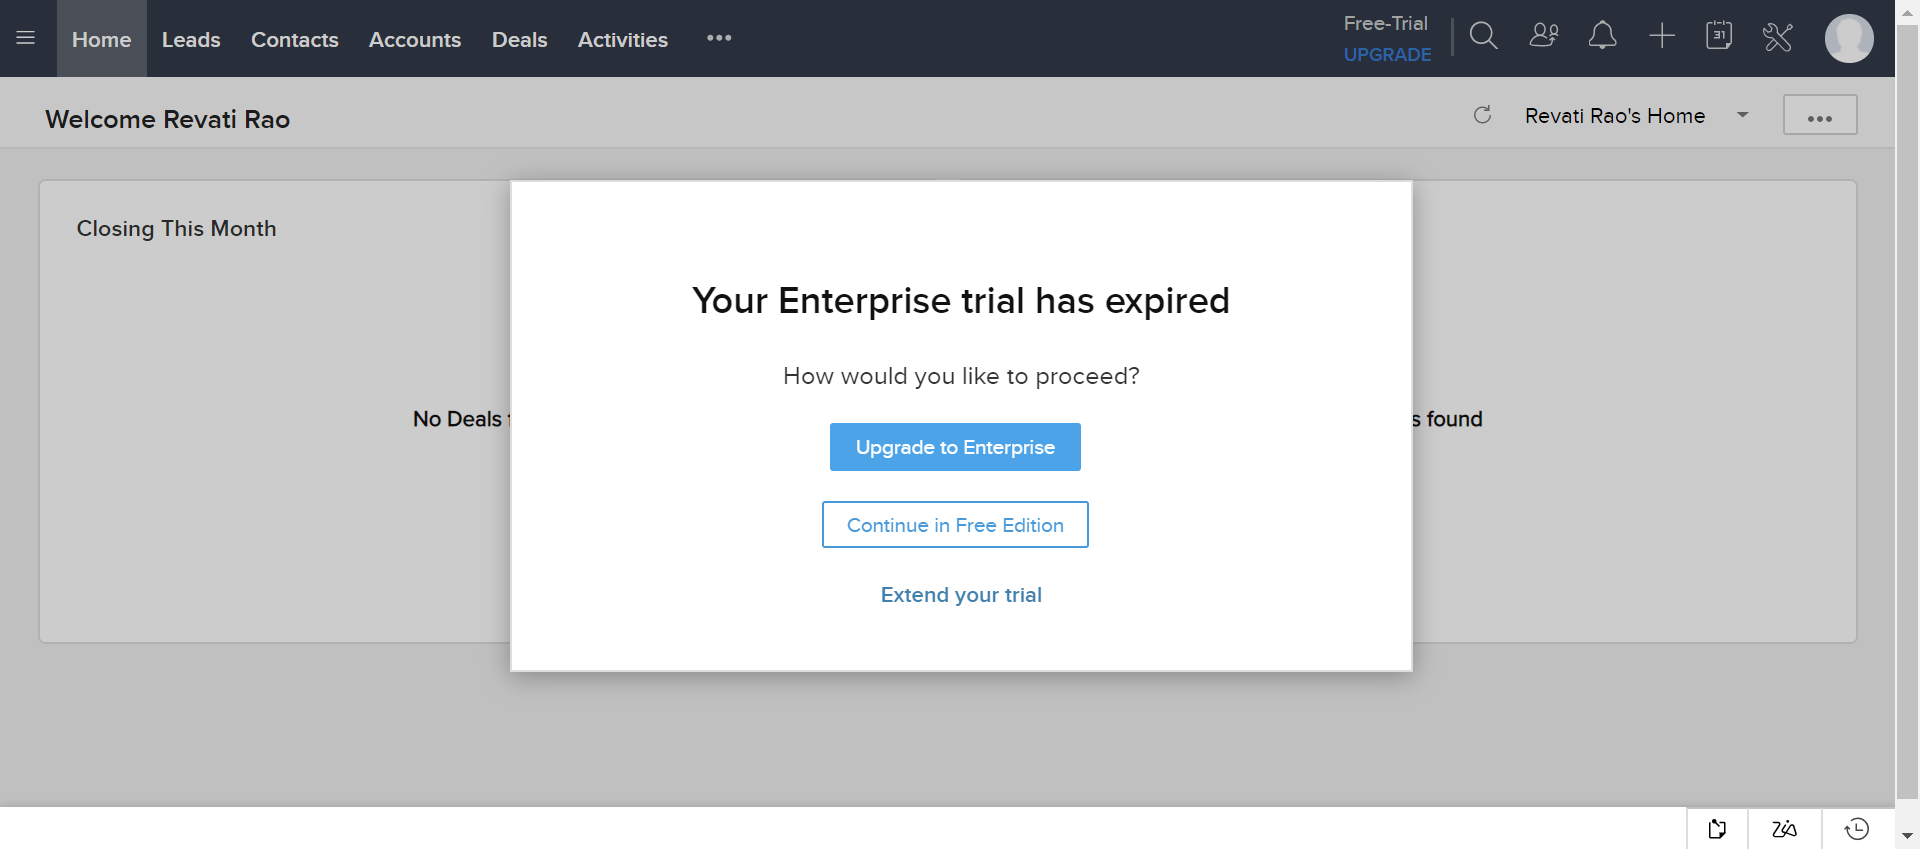 Home Leads Contacts Accounts Deals Activities
Free-Trial
UPGRADE
31
Welcome Revati Rao
Revati Rao's Home
Closing This Month
Your Enterprise trial has expired
How would you like to proceed?
No Deals
s found
Upgrade to Enterprise
Continue in Free Edition
Extend your trial